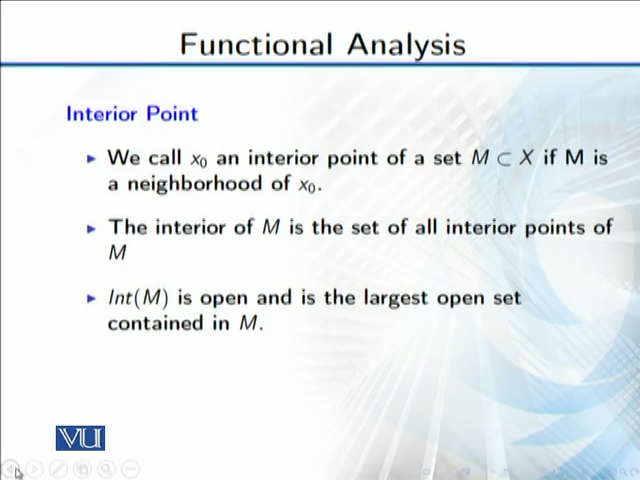 Functional Analysis
Interior Point
▶ We call x₀ an interior point of a set M ⊂ X if M is
a neighborhood of x₀.
▶ The interior of M is the set of all interior points of
M
▶ Int(M) is open and is the largest open set
contained in M.
VU